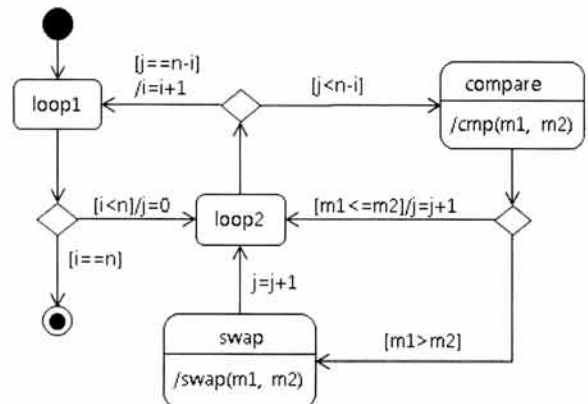 [j==n-i]
/i=i+1
[j<n-i]
compare
/cmp(m1, m2)
loop1
[i<n]/j=0
loop2
[m1<=m2]/j=j+1
[i==n]
j=j+1
swap
/swap(m1, m2)
[m1>m2]